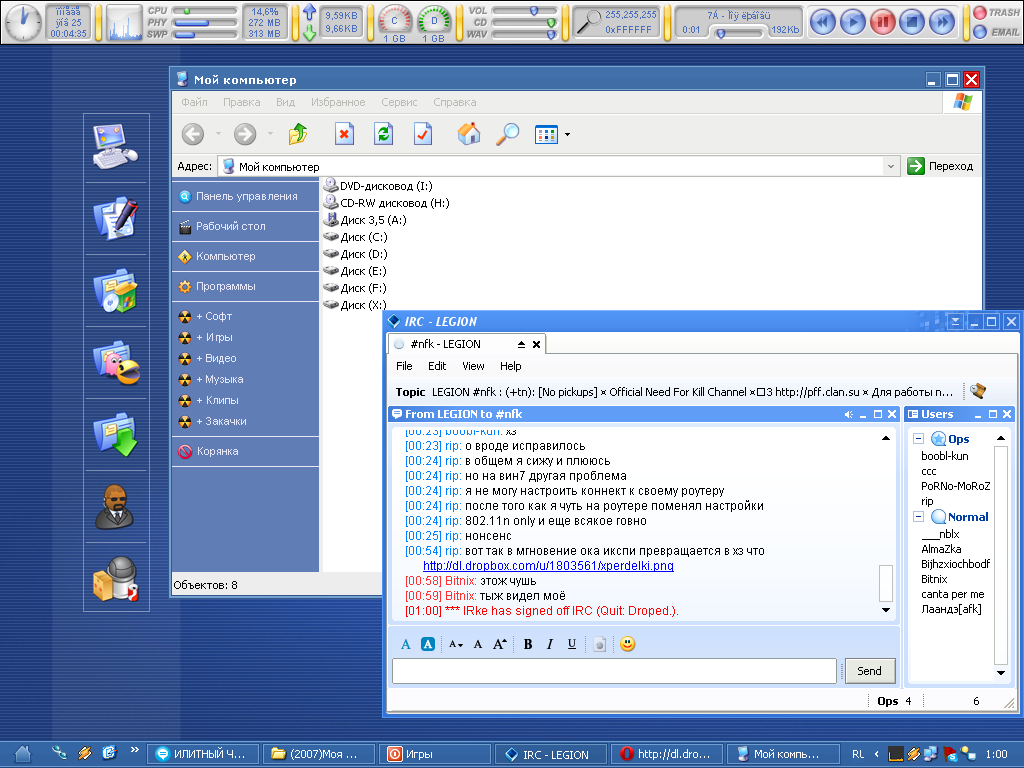 CPU
PHY
SWP
00:04:35
14,6%
272 MB
313 MB
9,59KB
9,66KB
C
1 GB
D
1 GB
VOL
CD
WAV
255,255,255
0xFFFFFF
0:01
192Kb
TRASH
EMAIL
Мой компьютер
Файл Правка Вид Избранное Сервис Справка
Адрес: Мой компьютер Переход
Панель управления
Рабочий стол
Компьютер
Программы
+ Софт
+ Игры
+ Видео
+ Музыка
+ Клипы
+ Закачки
Корянка
DVD-дисковод (I:)
CD-RW дисковод (H:)
Диск 3,5 (A:)
Диск (C:)
Диск (D:)
Диск (E:)
Диск (F:)
Диск (X:)
Объектов: 8
IRC - LEGION
#nfk - LEGION
File Edit View Help
Topic LEGION #nfk : (+tn): [No pickups] × Official Need For Kill Channel ×□3 http://pff.clan.su × Для работы п...
From LEGION to #nfk
[00:23] boobl-kun: хз
[00:23] rip: о вроде исправилось
[00:24] rip: в общем я сижу и плююсь
[00:24] rip: но на вин7 другая проблема
[00:24] rip: я не могу настроить коннект к своему роутеру
[00:24] rip: после того как я чуть на роутере поменял настройки
[00:24] rip: 802.11n only и еще всякое говно
[00:25] rip: нонсенс
[00:54] rip: вот так в мгновение ока икспи превращается в хз что
http://dl.dropbox.com/u/1803561/xperdelki.png
[00:58] Bitnix: этож чушь
[00:59] Bitnix: тыж видел моё
[01:00] *** IRke has signed off IRC (Quit: Droped.).
Users
Ops
boobl-kun
ccc
PoRNo-MoRoZ
rip
Normal
___nblx
AlmaZka
Bijhzxiochbodf
Bitnix
canta per me
Лаандэ[afk]
A A A A A B I U
Send
Ops 4 6
ИЛИТНЫЙ Ч... (2007)Моя ... Игры IRC - LEGION http://dl.dro... Мой компь... RL 1:00